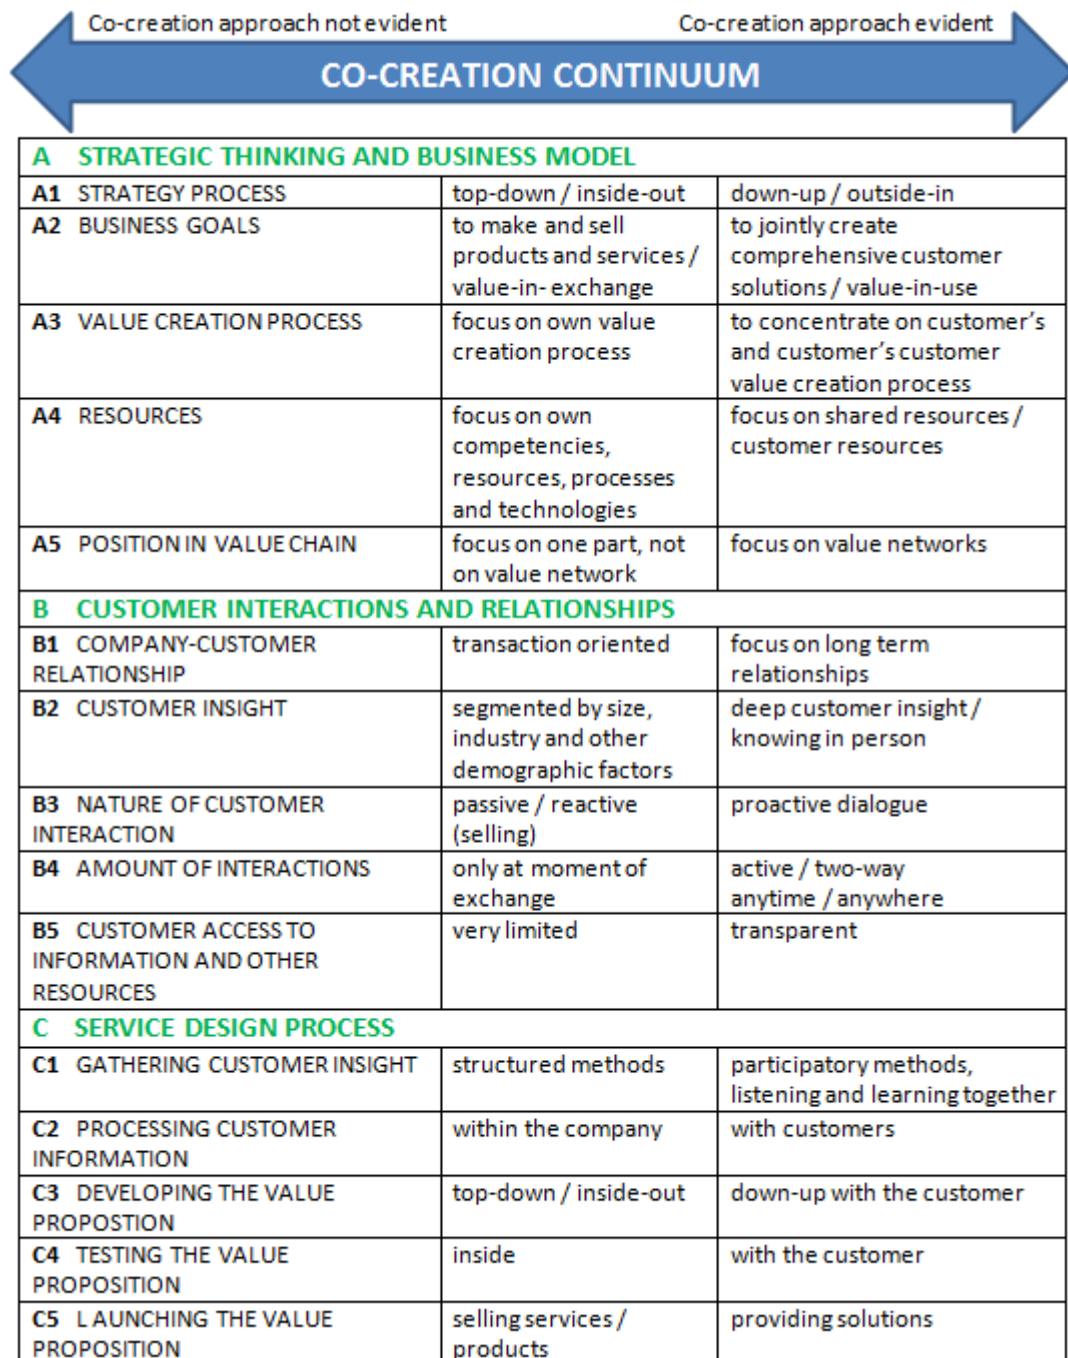 Co-creation approach not evident Co-creation approach evident
CO-CREATION CONTINUUM
A STRATEGIC THINKING AND BUSINESS MODEL
A1 STRATEGY PROCESS top-down / inside-out down-up / outside-in
A2 BUSINESS GOALS to make and sell to jointly create
products and services / comprehensive customer
value-in- exchange solutions / value-in-use
A3 VALUE CREATION PROCESS focus on own value to concentrate on customer's
creation process and customer's customer
value creation process
A4 RESOURCES focus on own focus on shared resources /
competencies, customer resources
resources, processes
and technologies
A5 POSITION IN VALUE CHAIN focus on one part, not focus on value networks
on value network
B CUSTOMER INTERACTIONS AND RELATIONSHIPS
B1 COMPANY-CUSTOMER transaction oriented focus on long term
RELATIONSHIP relationships
B2 CUSTOMER INSIGHT segmented by size, deep customer insight /
industry and other knowing in person
demographic factors
B3 NATURE OF CUSTOMER passive / reactive proactive dialogue
INTERACTION (selling)
B4 AMOUNT OF INTERACTIONS only at moment of active / two-way
exchange anytime / anywhere
B5 CUSTOMER ACCESS TO very limited transparent
INFORMATION AND OTHER
RESOURCES
C SERVICE DESIGN PROCESS
C1 GATHERING CUSTOMER INSIGHT structured methods participatory methods,
listening and learning together
C2 PROCESSING CUSTOMER within the company with customers
INFORMATION
C3 DEVELOPING THE VALUE top-down / inside-out down-up with the customer
PROPOSTION
C4 TESTING THE VALUE inside with the customer
PROPOSITION
C5 LAUNCHING THE VALUE selling services / providing solutions
PROPOSITION products